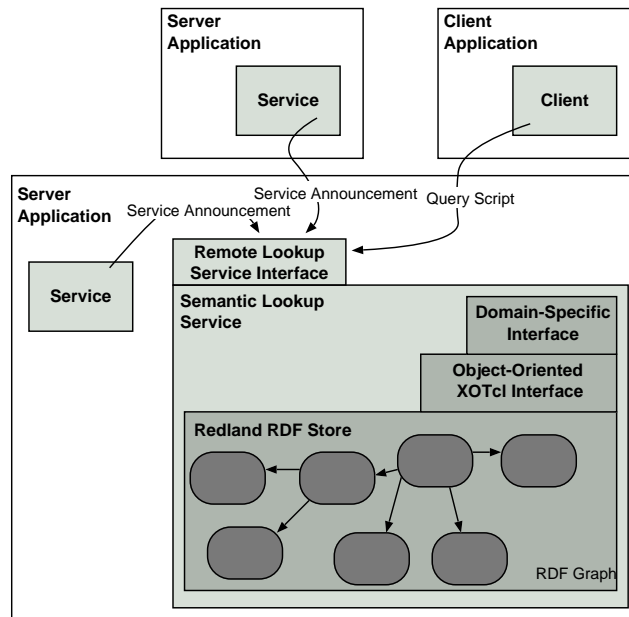 Server
Application
Service
Client
Application
Client
Server
Application
Service Announcement
Service Announcement
Query Script
Service
Remote Lookup
Service Interface
Semantic Lookup
Service
Domain-Specific
Interface
Object-Oriented
XOTcl Interface
Redland RDF Store
RDF Graph